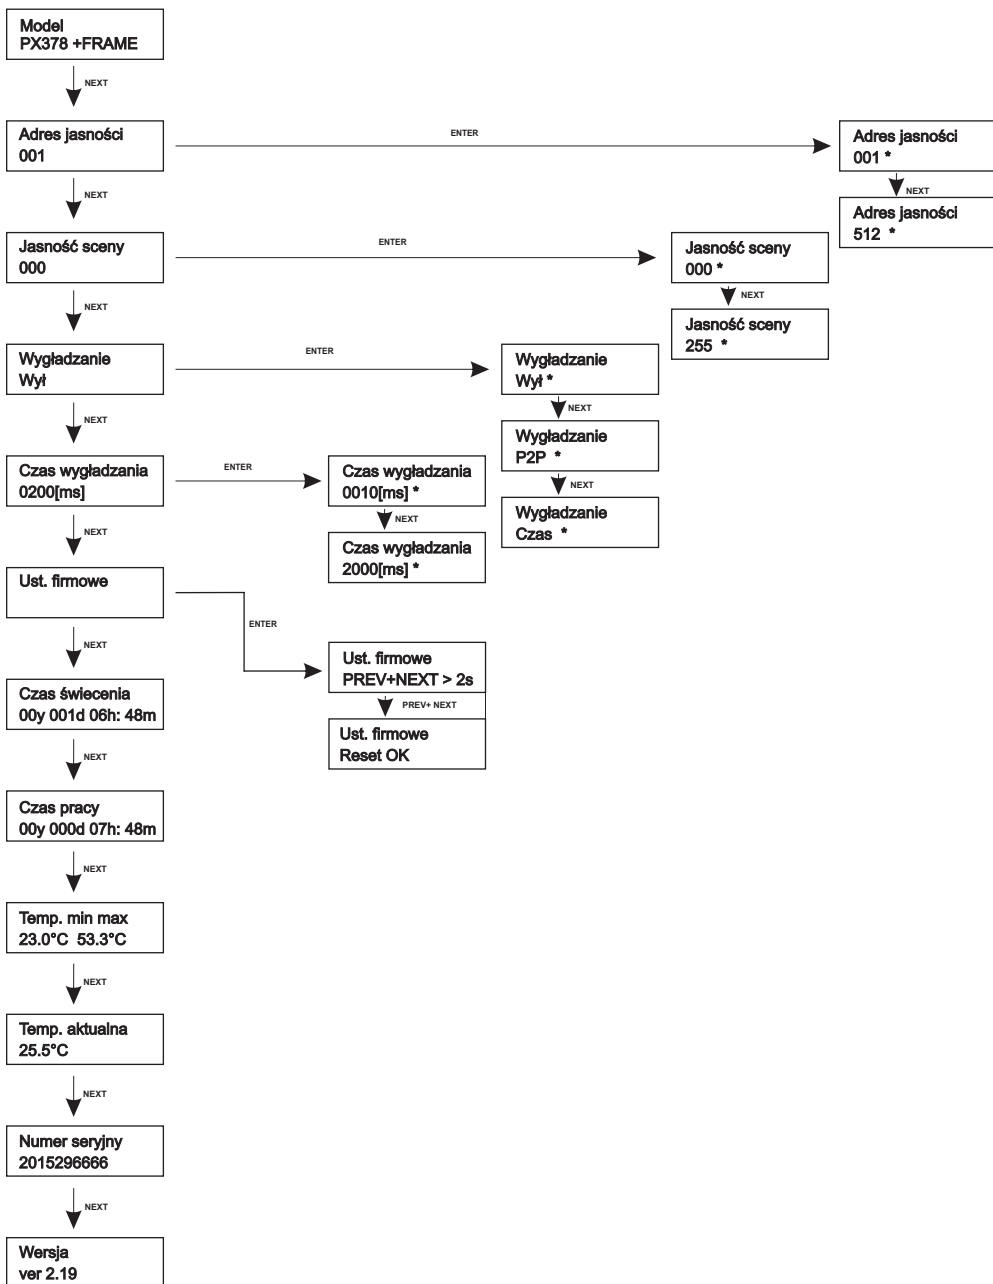 Model
PX378 +FRAME
NEXT
Adres jasności
001
ENTER
Adres jasności
001 *
NEXT
Adres jasności
512 *
NEXT
Jasność sceny
000
ENTER
Jasność sceny
000 *
NEXT
Jasność sceny
255 *
NEXT
Wygładzanie
Wył
ENTER
Wygładzanie
Wył *
NEXT
Wygładzanie
P2P *
NEXT
Wygładzanie
Czas *
NEXT
Czas wygładzania
0200[ms]
ENTER
Czas wygładzania
0010[ms] *
NEXT
Czas wygładzania
2000[ms] *
NEXT
Ust. firmowe
ENTER
Ust. firmowe
PREV+NEXT > 2s
PREV+ NEXT
Ust. firmowe
Reset OK
NEXT
Czas świecenia
00y 001d 06h: 48m
NEXT
Czas pracy
00y 000d 07h: 48m
NEXT
Temp. min max
23.0°C 53.3°C
NEXT
Temp. aktualna
25.5°C
NEXT
Numer seryjny
2015296666
NEXT
Wersja
ver 2.19